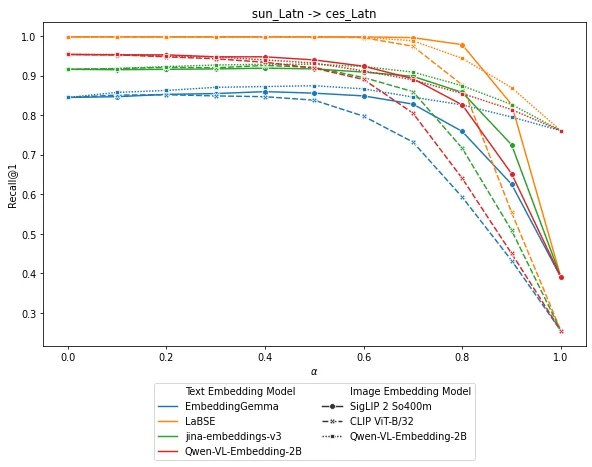 sun_Latn -> ces_Latn
Recall@1
1.0
0.9
0.8
0.7
0.6
0.5
0.4
0.3
0.0 0.2 0.4 0.6 0.8 1.0
α
Text Embedding Model
EmbeddingGemma
LaBSE
jina-embeddings-v3
Qwen-VL-Embedding-2B
Image Embedding Model
SigLIP 2 So400m
CLIP ViT-B/32
Qwen-VL-Embedding-2B